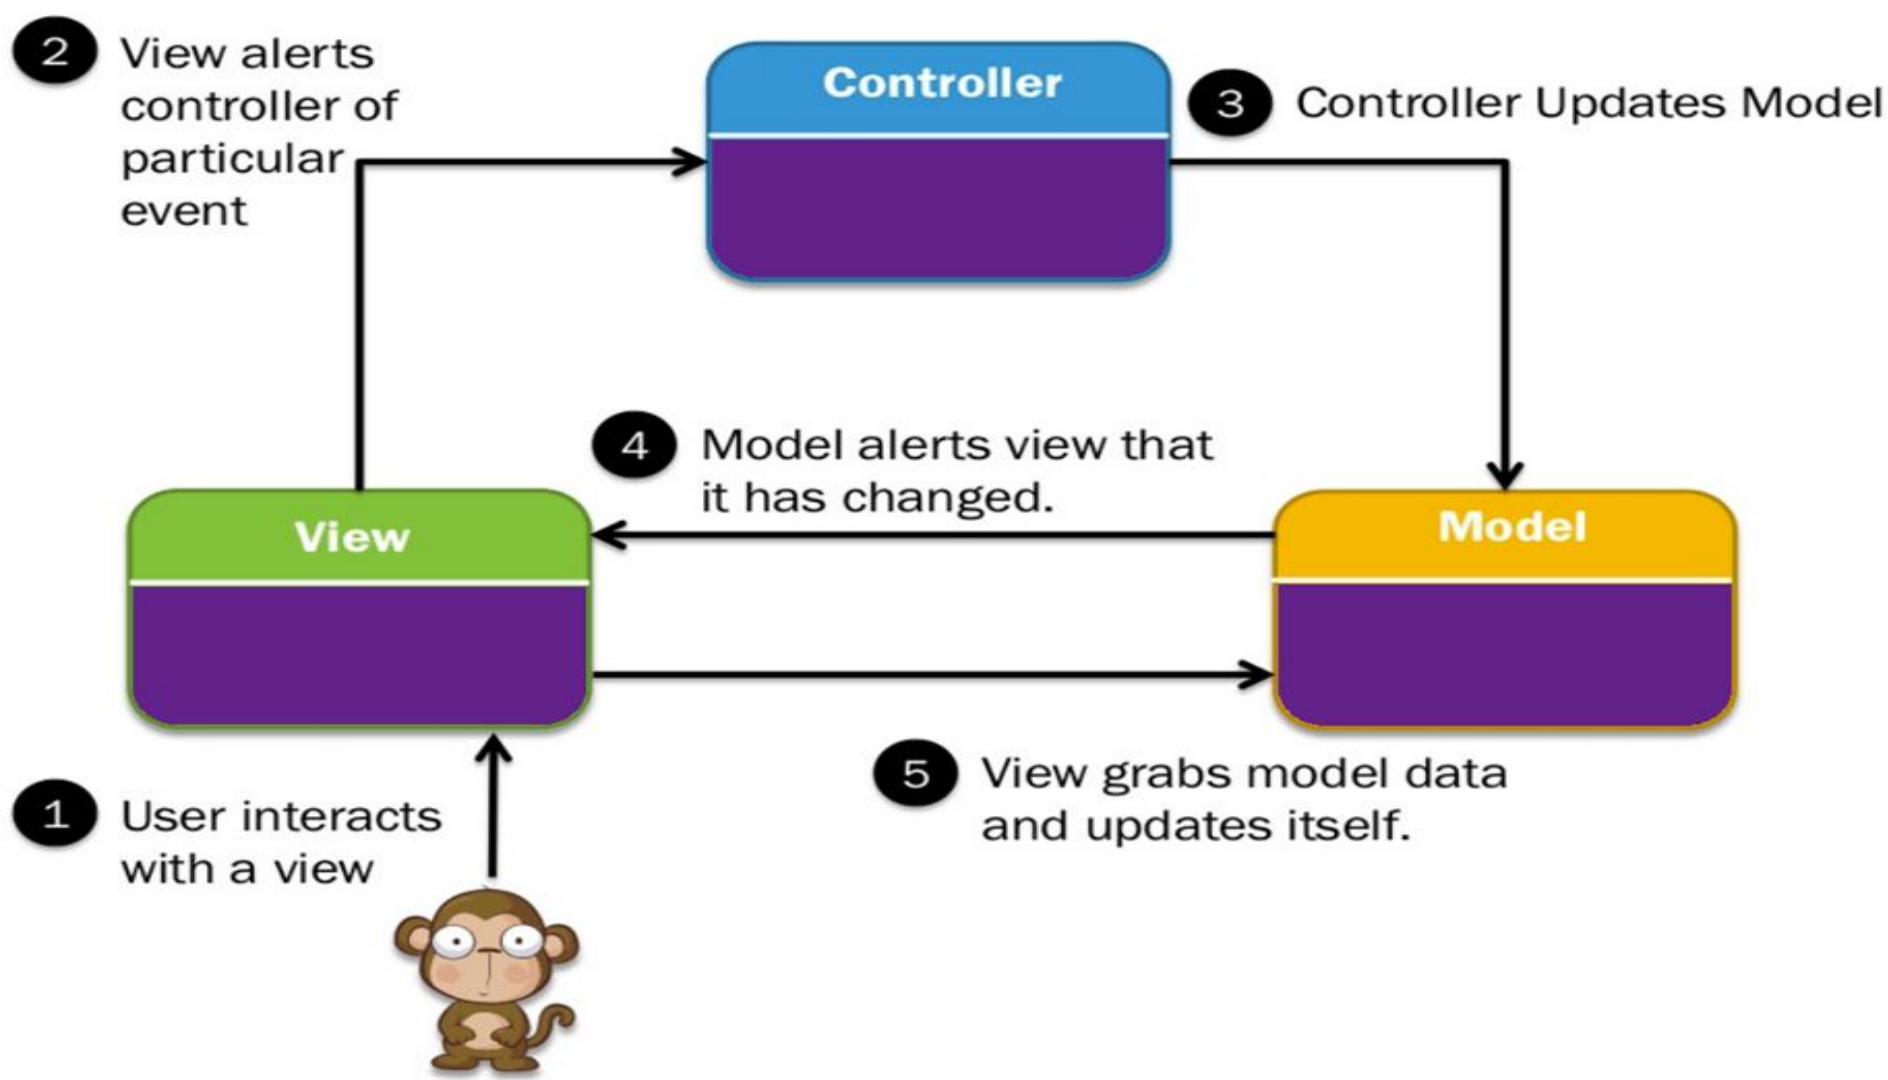 2 View alerts
controller of
particular
event
Controller
3 Controller Updates Model
4 Model alerts view that
it has changed.
View
Model
5 View grabs model data
and updates itself.
1 User interacts
with a view